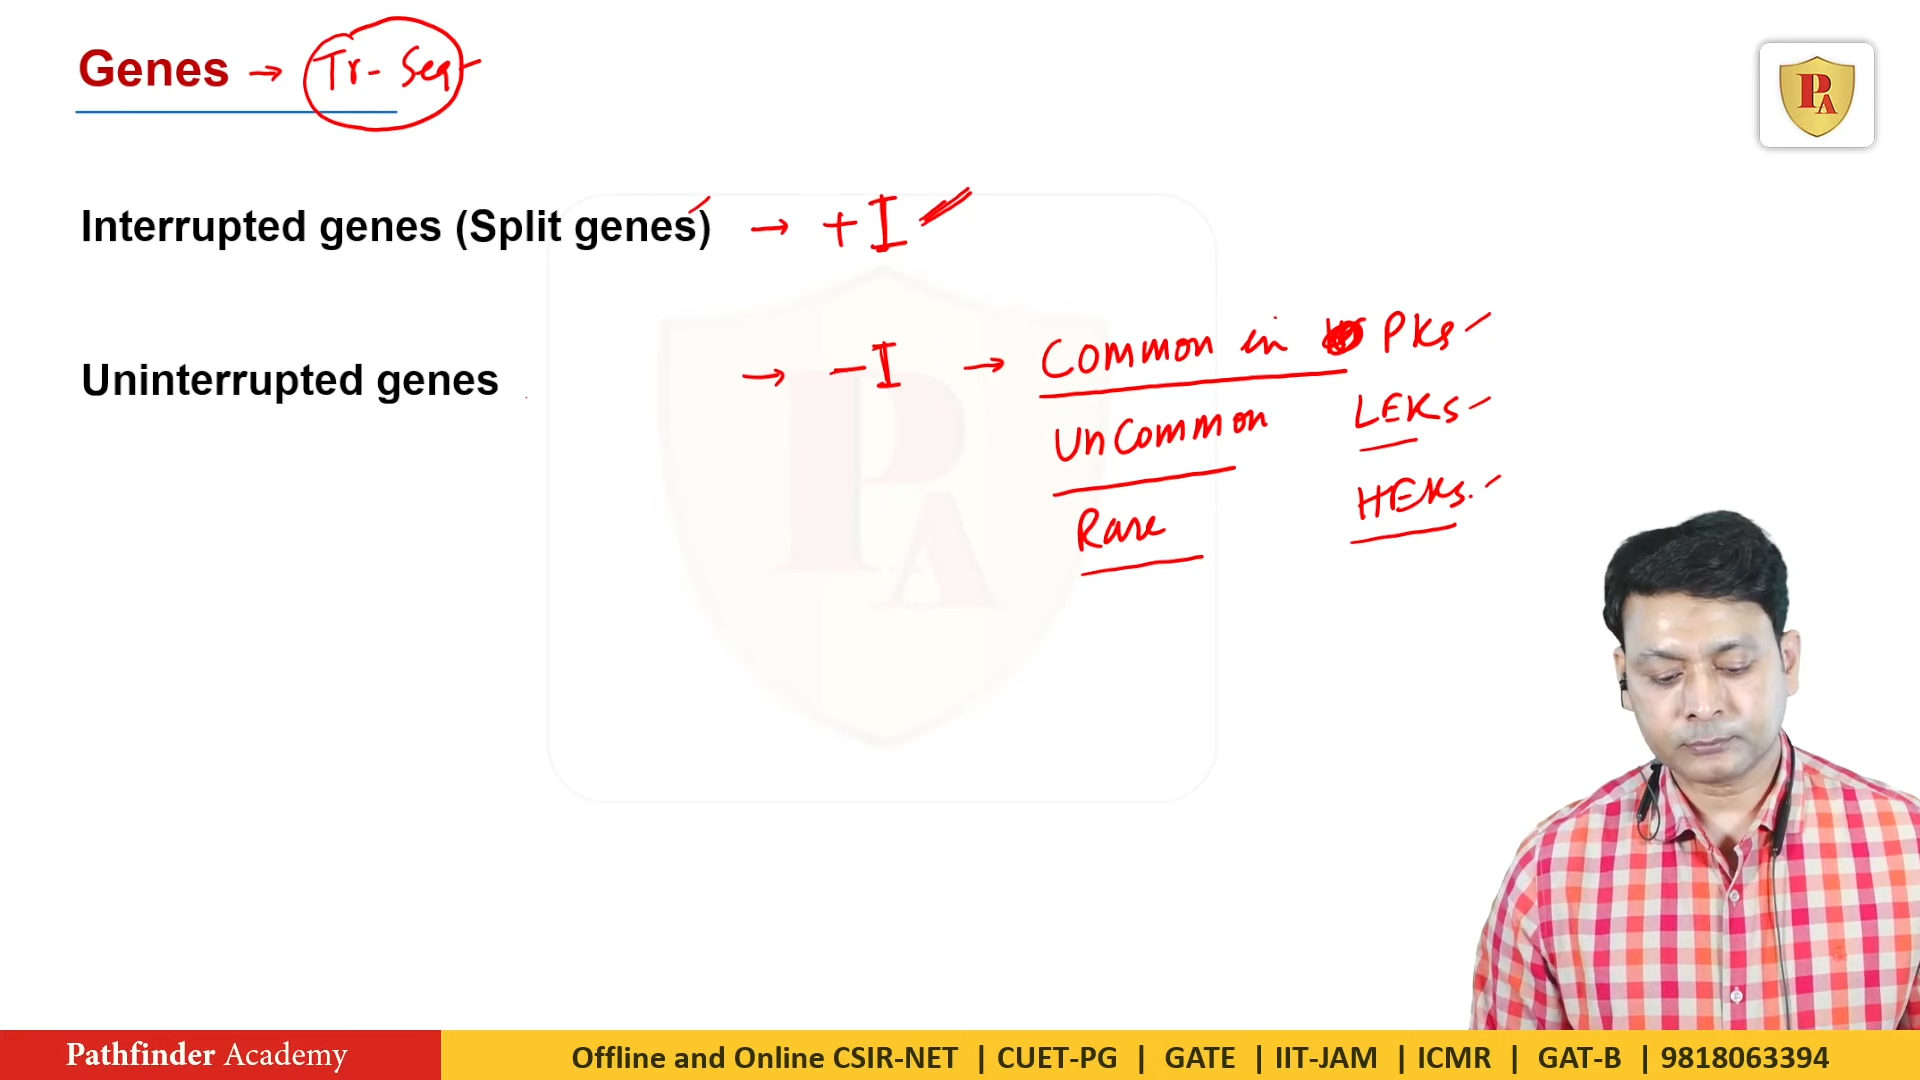 Genes → Tr- Seq
PA
Interrupted genes (Split genes) → + I
Uninterrupted genes → - I → Common in PKs
UnCommon LEKs
Rare HEKs.
PA
Pathfinder Academy
Offline and Online CSIR-NET | CUET-PG | GATE | IIT-JAM | ICMR | GAT-B | 9818063394